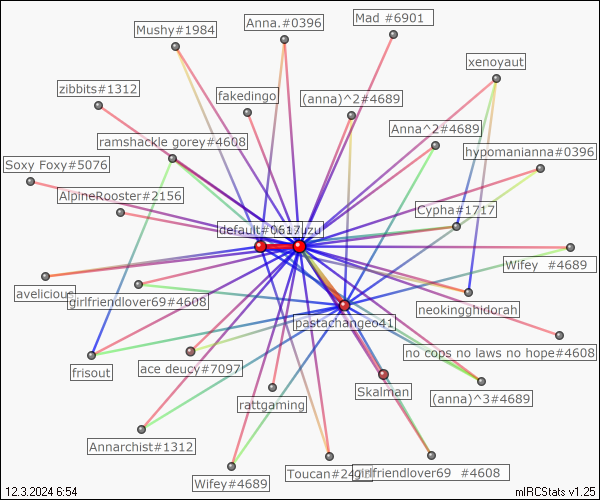 Mushy#1984
Anna.#0396
Mad #6901
xenoyaut
zibbits#1312
fakedingo
(anna)^2#4689
ramshackle gorey#4608
Anna^2#4689
hypomanianna#0396
Soxy Foxy#5076
AlpineRooster#2156
Cypha#1717
default#0617
uzu
Wifey #4689
avelicious
girlfriendlover69#4608
neokingghidorah
pastachangeo41
no cops no laws no hope#4608
frisout
ace deucy#7097
Skalman
(anna)^3#4689
rattgaming
Annarchist#1312
Toucan#24
girlfriendlover69 #4608
Wifey#4689
12.3.2024 6:54
mIRCStats v1.25